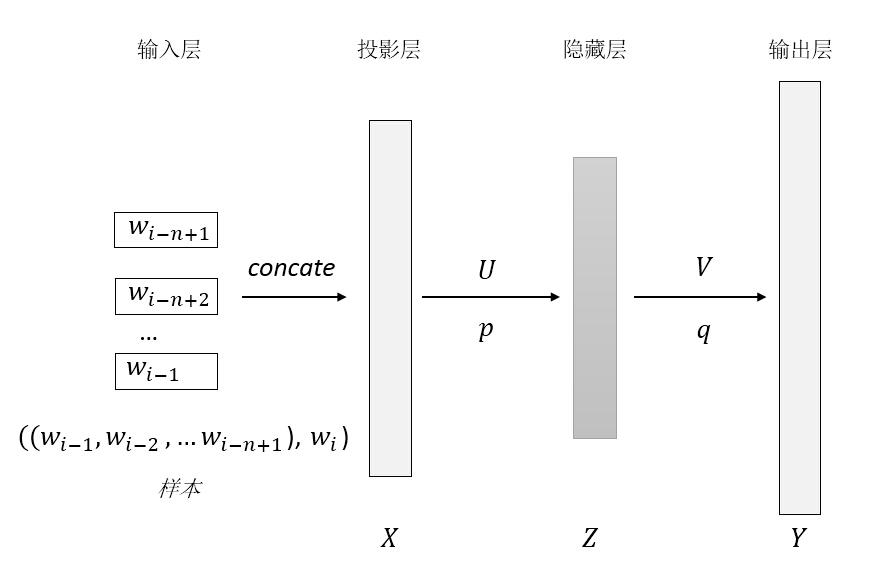 输入层 投影层 隐藏层 输出层
w_{i−n+1}
w_{i−n+2}
...
w_{i−1}
concate
U
p
V
q
((w_{i−1}, w_{i−2}, ... w_{i−n+1}), w_i)
样本
X Z Y